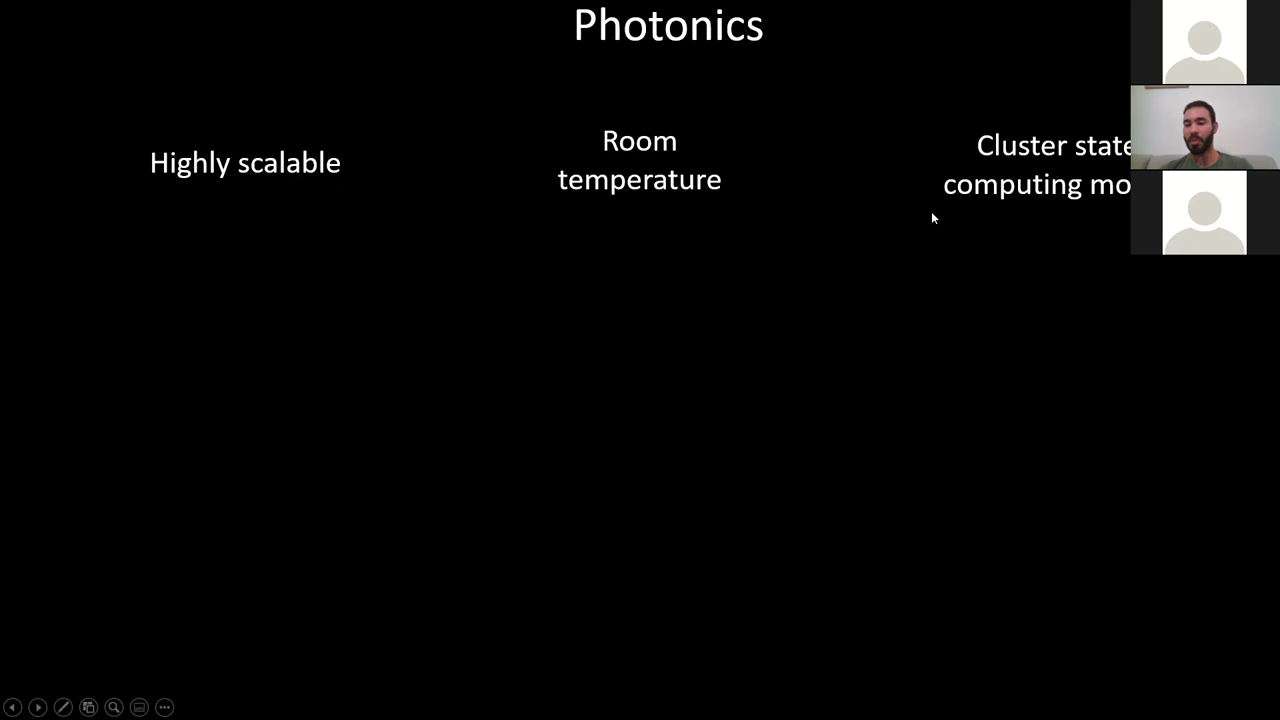 Photonics
Highly scalable
Room
temperature
Cluster state
computing